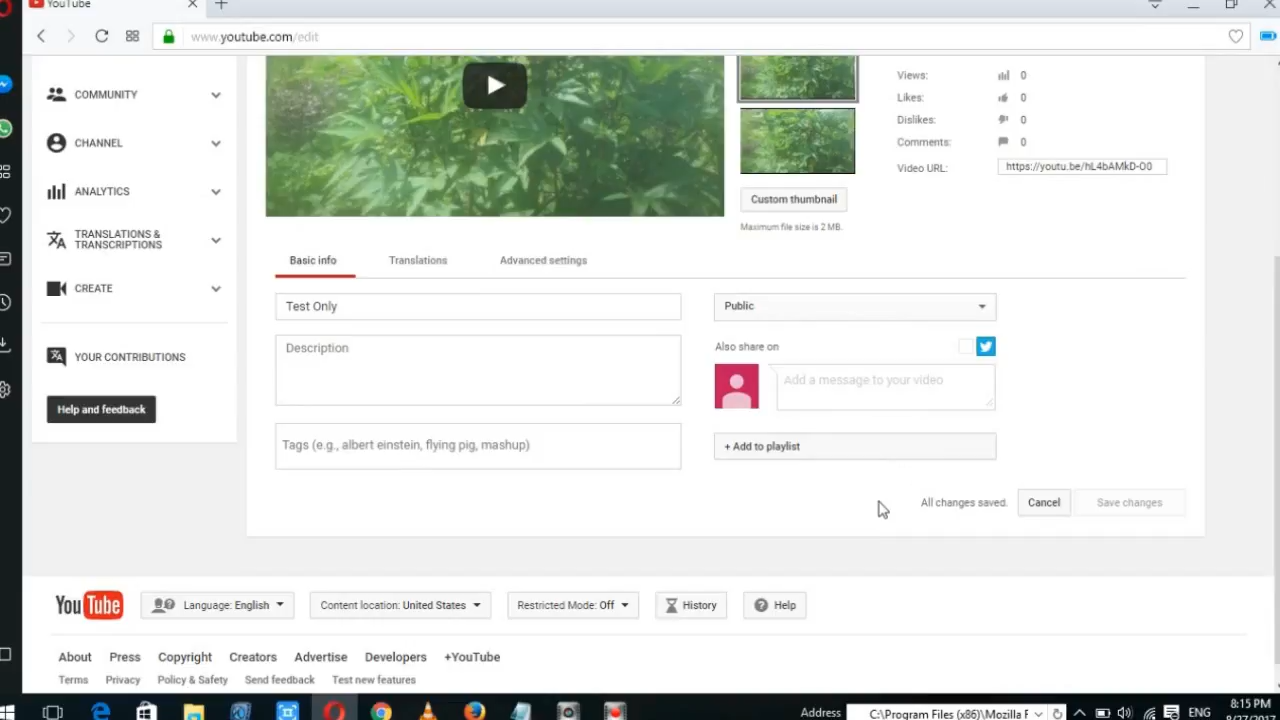 YouTube
www.youtube.com/edit
COMMUNITY
CHANNEL
ANALYTICS
TRANSLATIONS &
TRANSCRIPTIONS
CREATE
YOUR CONTRIBUTIONS
Help and feedback
Custom thumbnail
Maximum file size is 2 MB.
Views: 0
Likes: 0
Dislikes: 0
Comments: 0
Video URL: https://youtu.be/hL4bAMkD-O0
Basic info Translations Advanced settings
Test Only
Description
Tags (e.g., albert einstein, flying pig, mashup)
Public
Also share on
Add a message to your video
+ Add to playlist
All changes saved. Cancel Save changes
YouTube Language: English Content location: United States Restricted Mode: Off History Help
About Press Copyright Creators Advertise Developers +YouTube
Terms Privacy Policy & Safety Send feedback Test new features
Address C:\Program Files (x86)\Mozilla F ENG 8:15 PM